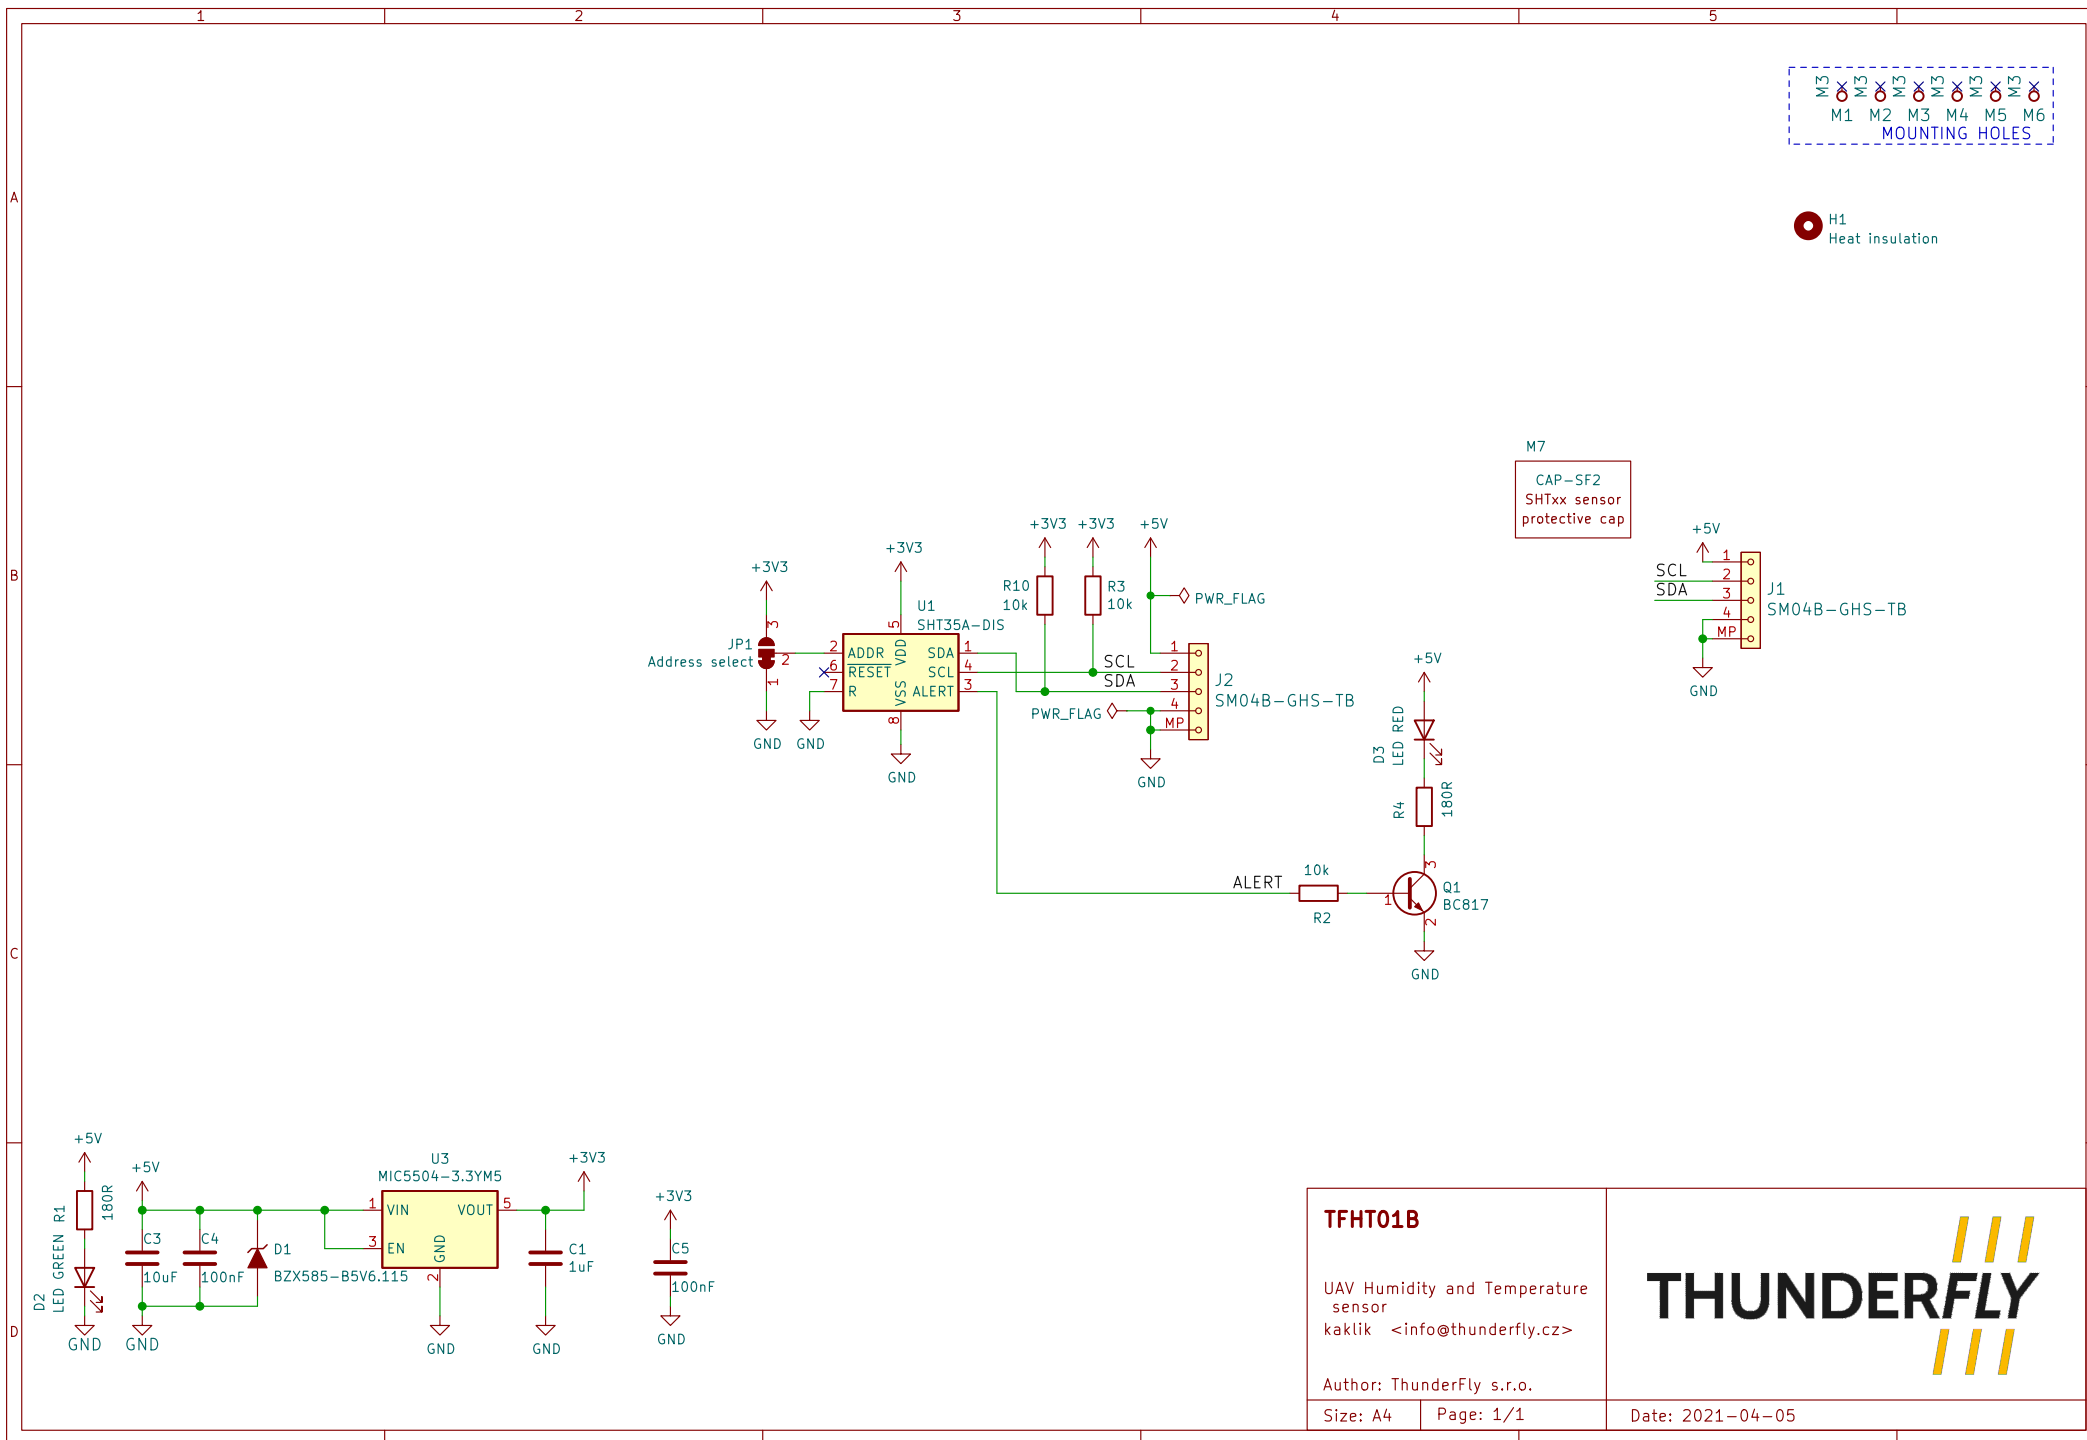 1 2 3 4 5
A
B
C
D
M3 M3 M3 M3 M3 M3
M1 M2 M3 M4 M5 M6
MOUNTING HOLES
H1
Heat insulation
M7
CAP-SF2
SHTxx sensor
protective cap
+3V3
JP1
Address select
3
2
1
GND
GND
+3V3
U1
SHT35A-DIS
5
VDD
2 ADDR
6 RESET
7 R
SDA 1
SCL 4
ALERT 3
VSS
8
GND
+3V3 +3V3 +5V
R10
10k
R3
10k
PWR_FLAG
SCL
SDA
PWR_FLAG
1
2
3
4
MP
J2
SM04B-GHS-TB
GND
+5V
SCL
SDA
1
2
3
4
MP
J1
SM04B-GHS-TB
GND
+5V
D3
LED RED
R4
180R
ALERT
10k
R2
3
1
2
Q1
BC817
GND
+5V
R1
180R
D2
LED GREEN
GND
+5V
C3
10uF
C4
100nF
D1
BZX585-B5V6.115
GND
U3
MIC5504-3.3YM5
1 VIN
3 EN
VOUT 5
GND
2
GND
+3V3
C1
1uF
GND
+3V3
C5
100nF
GND
TFHT01B
UAV Humidity and Temperature
sensor
kaklik <info@thunderfly.cz>
Author: ThunderFly s.r.o.
Size: A4
Page: 1/1
Date: 2021-04-05
THUNDERFLY